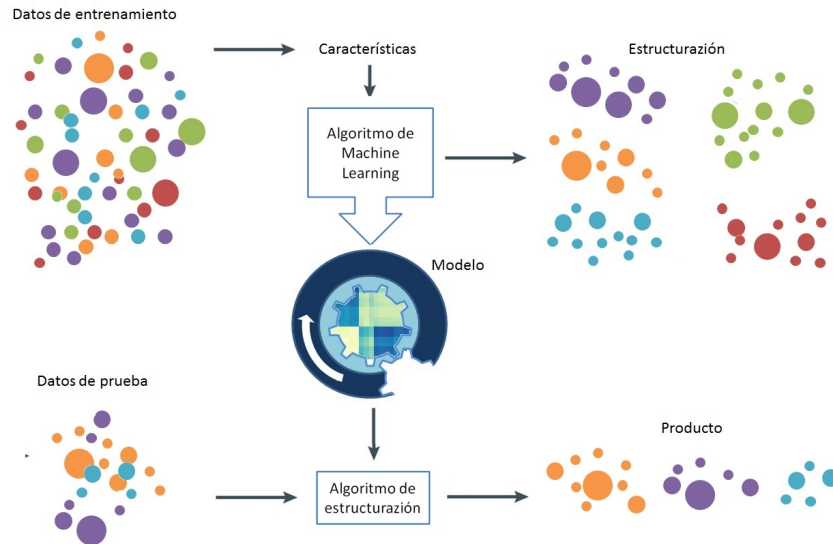 Datos de entrenamiento
Características
Estructurazión
Algoritmo de
Machine
Learning
Modelo
Datos de prueba
Producto
Algoritmo de
estructurazión